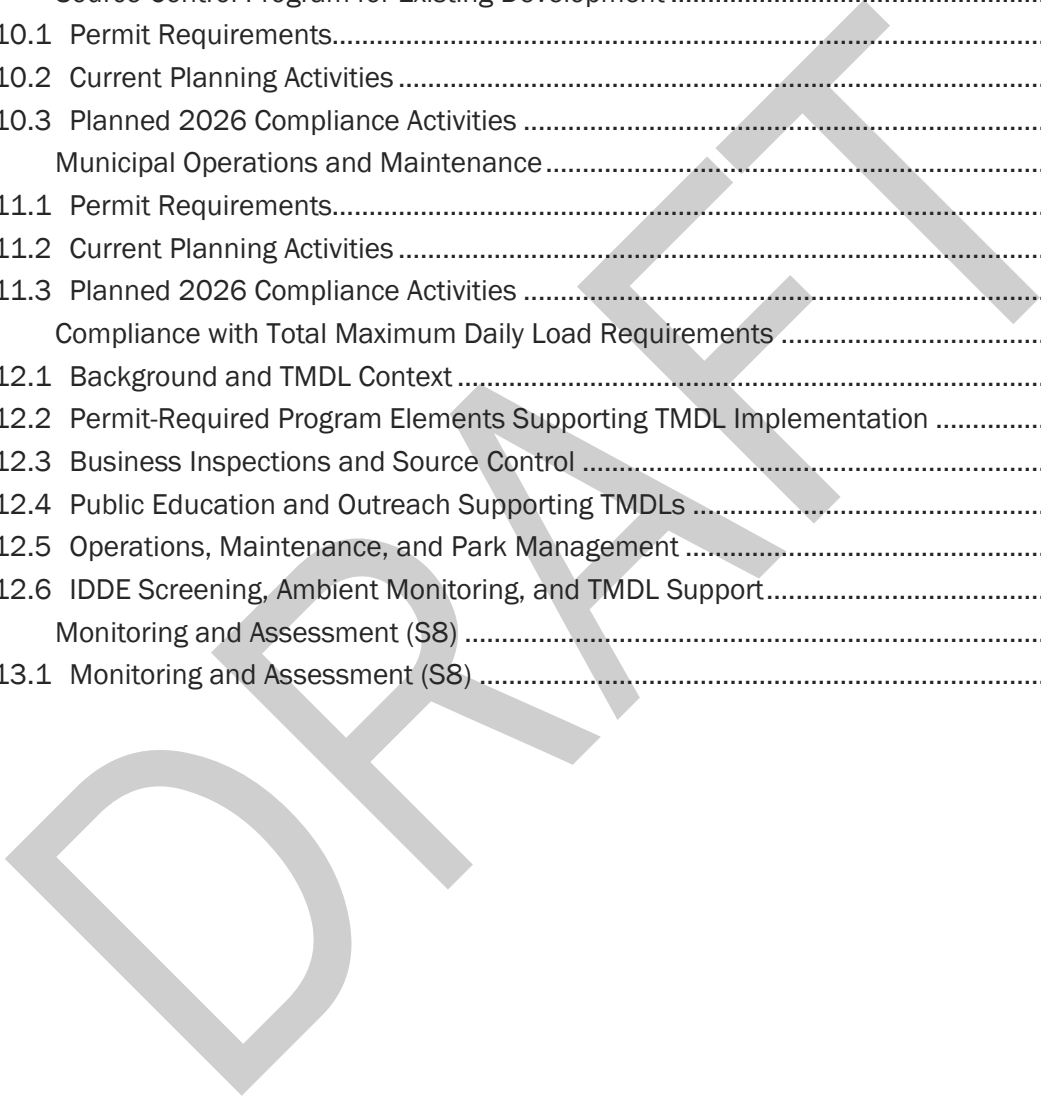 Source Control Program for Existing Development
10.1 Permit Requirements
10.2 Current Planning Activities
10.3 Planned 2026 Compliance Activities
Municipal Operations and Maintenance
11.1 Permit Requirements
11.2 Current Planning Activities
11.3 Planned 2026 Compliance Activities
Compliance with Total Maximum Daily Load Requirements
12.1 Background and TMDL Context
12.2 Permit-Required Program Elements Supporting TMDL Implementation
12.3 Business Inspections and Source Control
12.4 Public Education and Outreach Supporting TMDLs
12.5 Operations, Maintenance, and Park Management
12.6 IDDE Screening, Ambient Monitoring, and TMDL Support
Monitoring and Assessment (S8)
13.1 Monitoring and Assessment (S8)
DRAFT